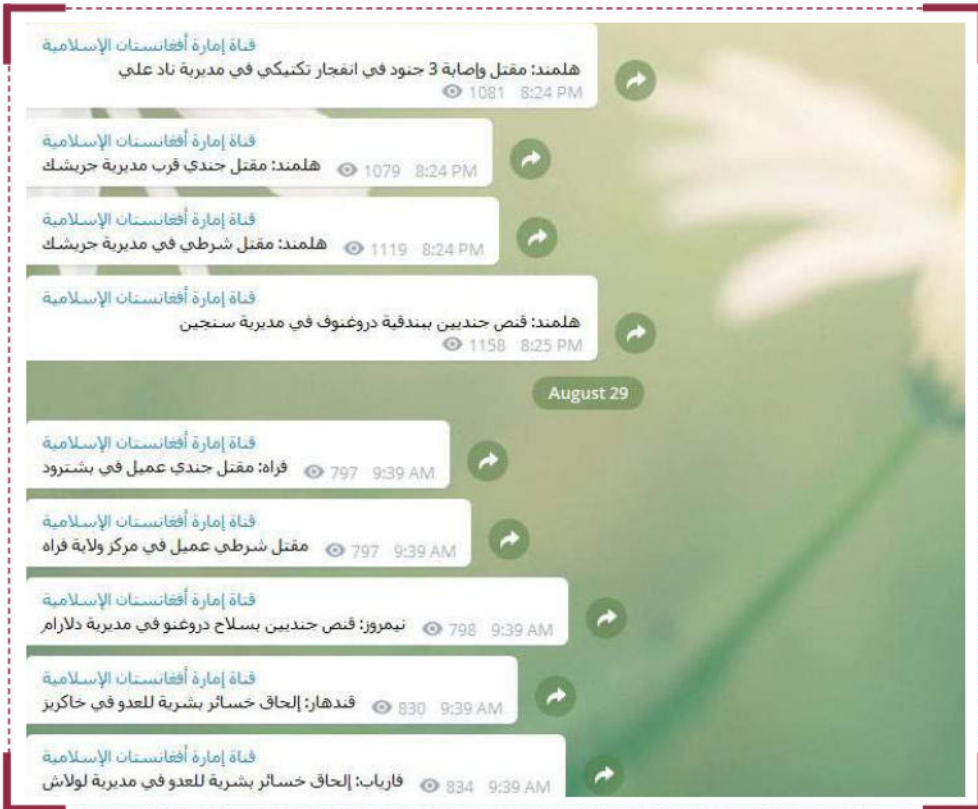 قناة إمارة أفغانستان الإسلامية
هلمند: مقتل وإصابة 3 جنود في انفجار تكتيكي في مديرية ناد علي
1081 8:24 PM
قناة إمارة أفغانستان الإسلامية
هلمند: مقتل جندي قرب مديرية جريشك 1079 8:24 PM
قناة إمارة أفغانستان الإسلامية
هلمند: مقتل شرطي في مديرية جريشك 1119 8:24 PM
قناة إمارة أفغانستان الإسلامية
هلمند: قنص جنديين ببندقية دروغنوف في مديرية سنجين
1158 8:25 PM
August 29
قناة إمارة أفغانستان الإسلامية
فراه: مقتل جندي عميل في بشترود 797 9:39 AM
قناة إمارة أفغانستان الإسلامية
مقتل شرطي عميل في مركز ولاية فراه 797 9:39 AM
قناة إمارة أفغانستان الإسلامية
نيمروز: قنص جنديين بسلاح دروغنو في مديرية دلارام 798 9:39 AM
قناة إمارة أفغانستان الإسلامية
قندهار: إلحاق خسائر بشرية للعدو في خاكريز 830 9:39 AM
قناة إمارة أفغانستان الإسلامية
فارياب: إلحاق خسائر بشرية للعدو في مديرية لولاش 834 9:39 AM